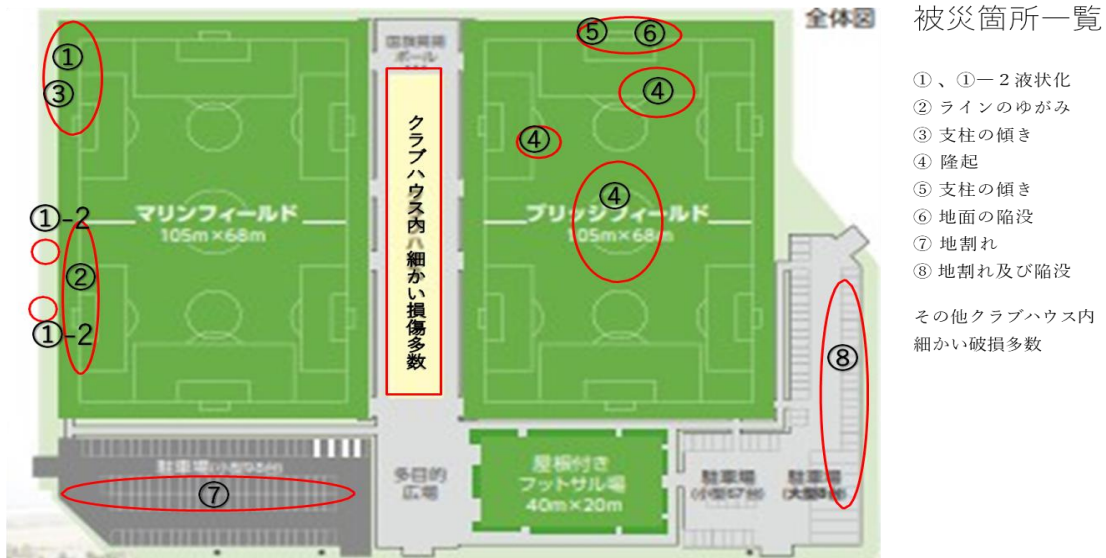 全体図
被災箇所一覧
①、①―2液状化
② ラインのゆがみ
③ 支柱の傾き
④ 隆起
⑤ 支柱の傾き
⑥ 地面の陥没
⑦ 地割れ
⑧ 地割れ及び陥没
その他クラブハウス内
細かい破損多数
①
③
①-2
②
①-2
マリンフィールド
105m×68m
ポール
クラブハウス内ハ細かい損傷多数
⑤ ⑥
④
④
④
ブリッジフィールド
105m×68m
⑧
駐車場
⑦
多目的
広場
屋根付き
フットサル場
40m×20m
駐車場
駐車場